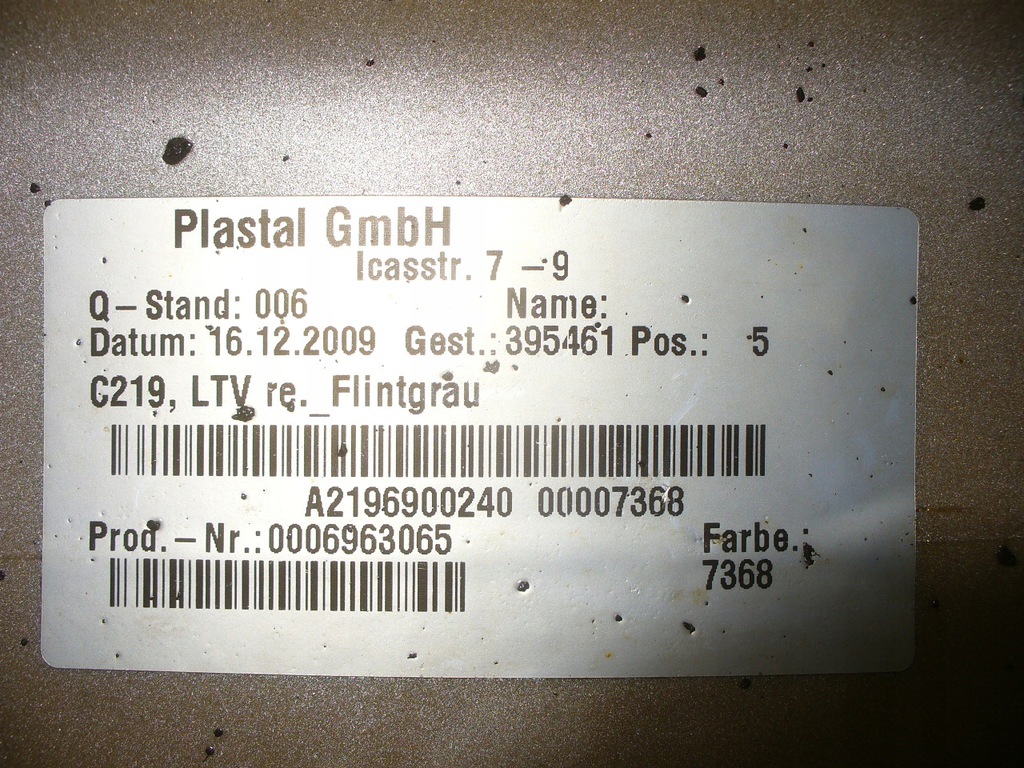 Plastal GmbH
Icasstr. 7 – 9
Q – Stand: 006 Name:
Datum: 16.12.2009 Gest.: 395461 Pos.: 5
C219, LTV re._Flintgrau
A2196900240 00007368
Prod. – Nr.: 0006963065 Farbe.:
7368